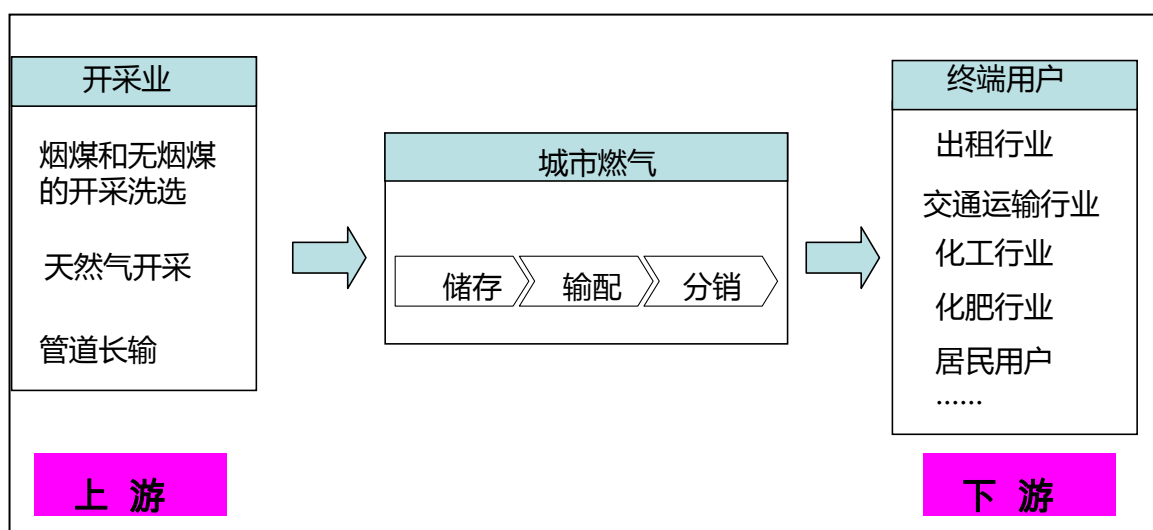 开采业
烟煤和无烟煤
的开采洗选
天然气开采
管道长输
上 游
城市燃气
储存
输配
分销
终端用户
出租行业
交通运输行业
化工行业
化肥行业
居民用户
……
下 游